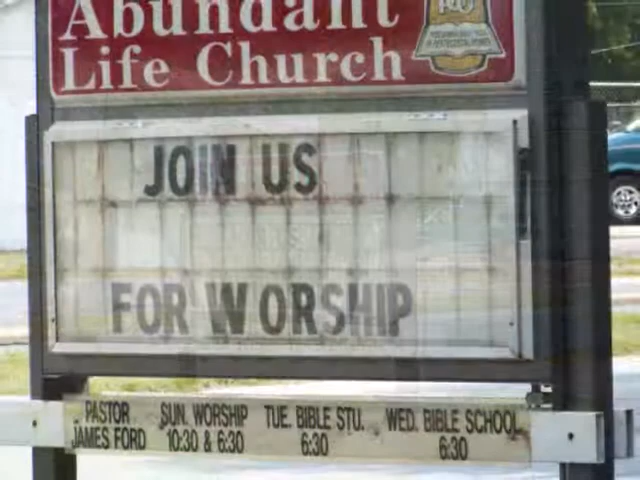 Abundant
Life Church
JOIN US
FOR WORSHIP
PASTOR SUN. WORSHIP TUE. BIBLE STU. WED. BIBLE SCHOOL
JAMES FORD 10:30 & 6:30 6:30 6:30